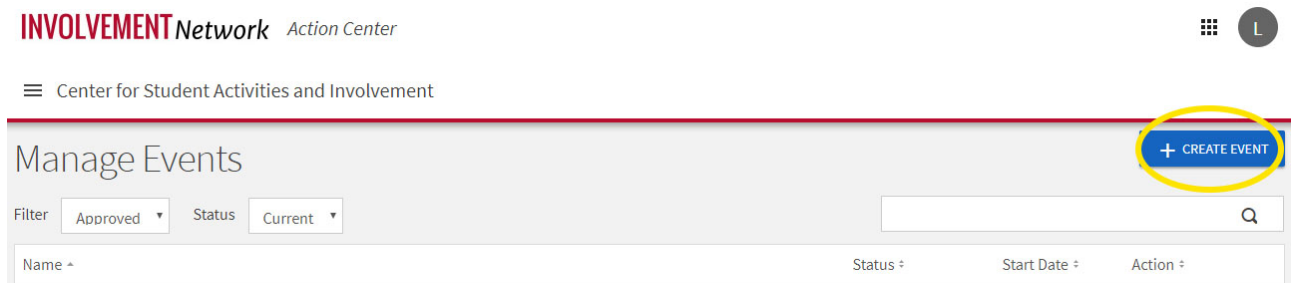 INVOLVEMENT Network Action Center
L
Center for Student Activities and Involvement
+ CREATE EVENT
Manage Events
Filter Approved Status Current
Name Status Start Date Action